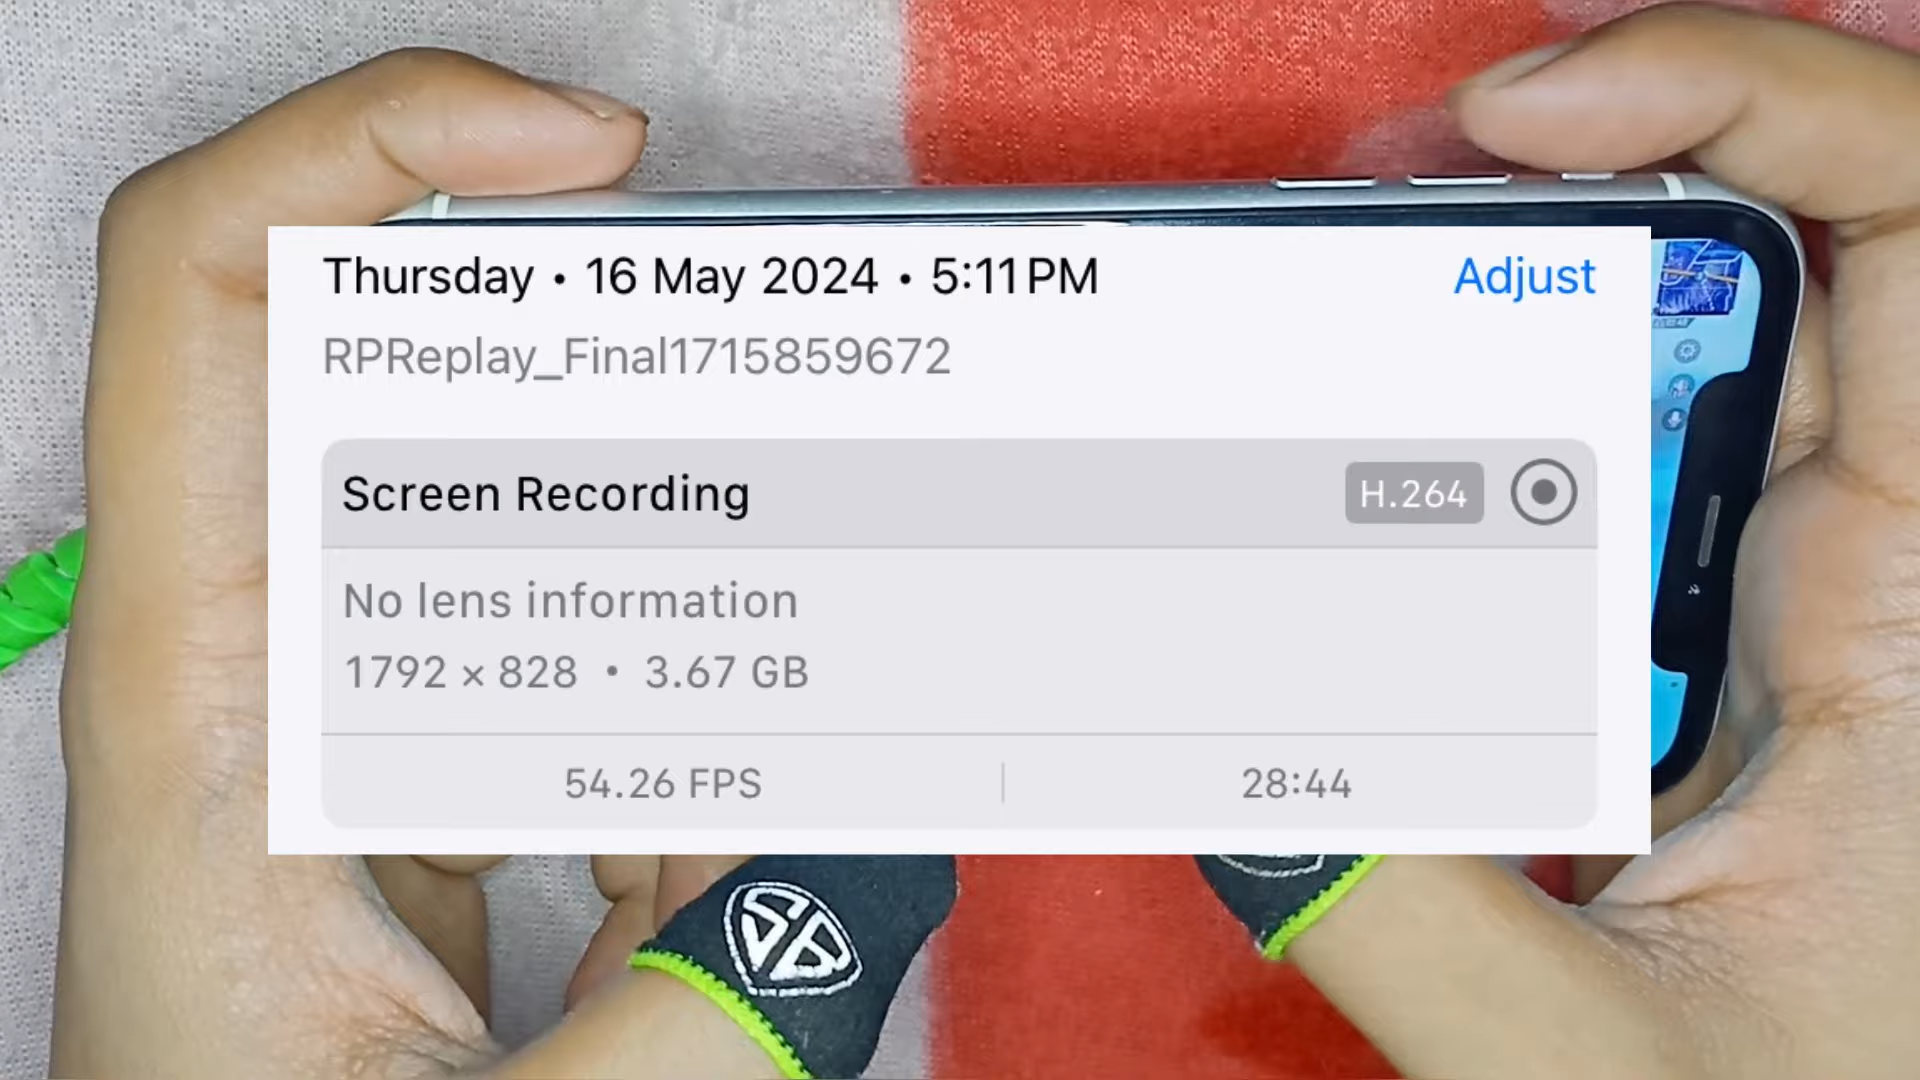 Thursday • 16 May 2024 • 5:11 PM
Adjust
RPReplay_Final1715859672
Screen Recording
H.264
No lens information
1792 × 828 • 3.67 GB
54.26 FPS
28:44
SB